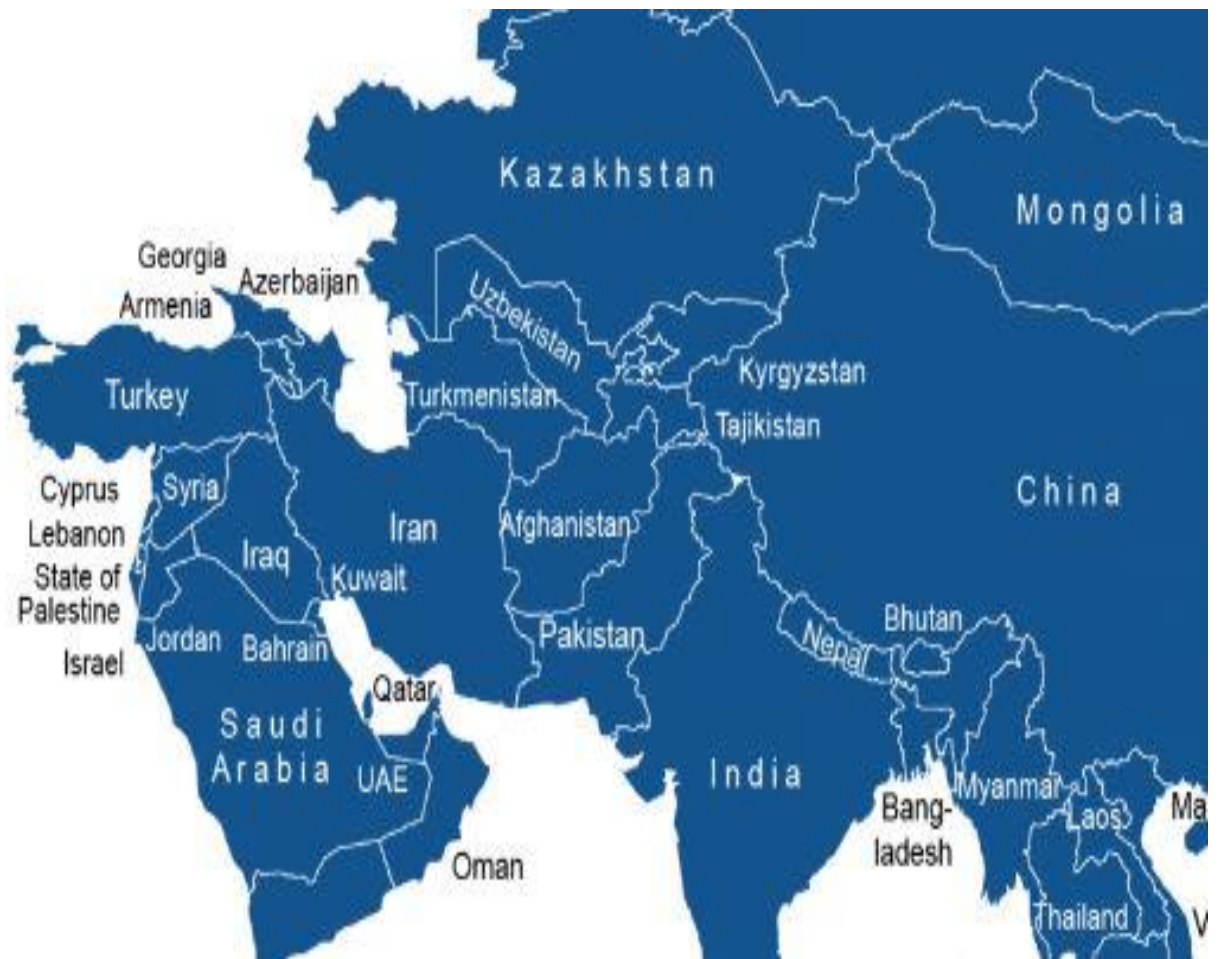 Kazakhstan
Mongolia
Georgia
Azerbaijan
Armenia
Uzbekistan
Kyrgyzstan
Turkey
Turkmenistan
Tajikistan
Cyprus
Syria
China
Lebanon
Iran
Afghanistan
Iraq
State of
Palestine
Kuwait
Bhutan
Jordan
Bahrain
Pakistan
Nepal
Israel
Qatar
Saudi
Arabia
UAE
India
Myanmar
Bang-
ladesh
Laos
Ma
Oman
Thailand
V